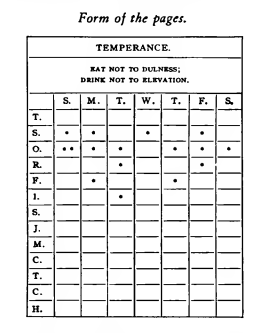 Form of the pages.
TEMPERANCE.
EAT NOT TO DULNESS;
DRINK NOT TO ELEVATION.
S. M. T. W. T. F. S.
T.
S. • • • •
O. •• • • • • •
R. • •
F. • •
I. •
S.
J.
M.
C.
T.
C.
H.